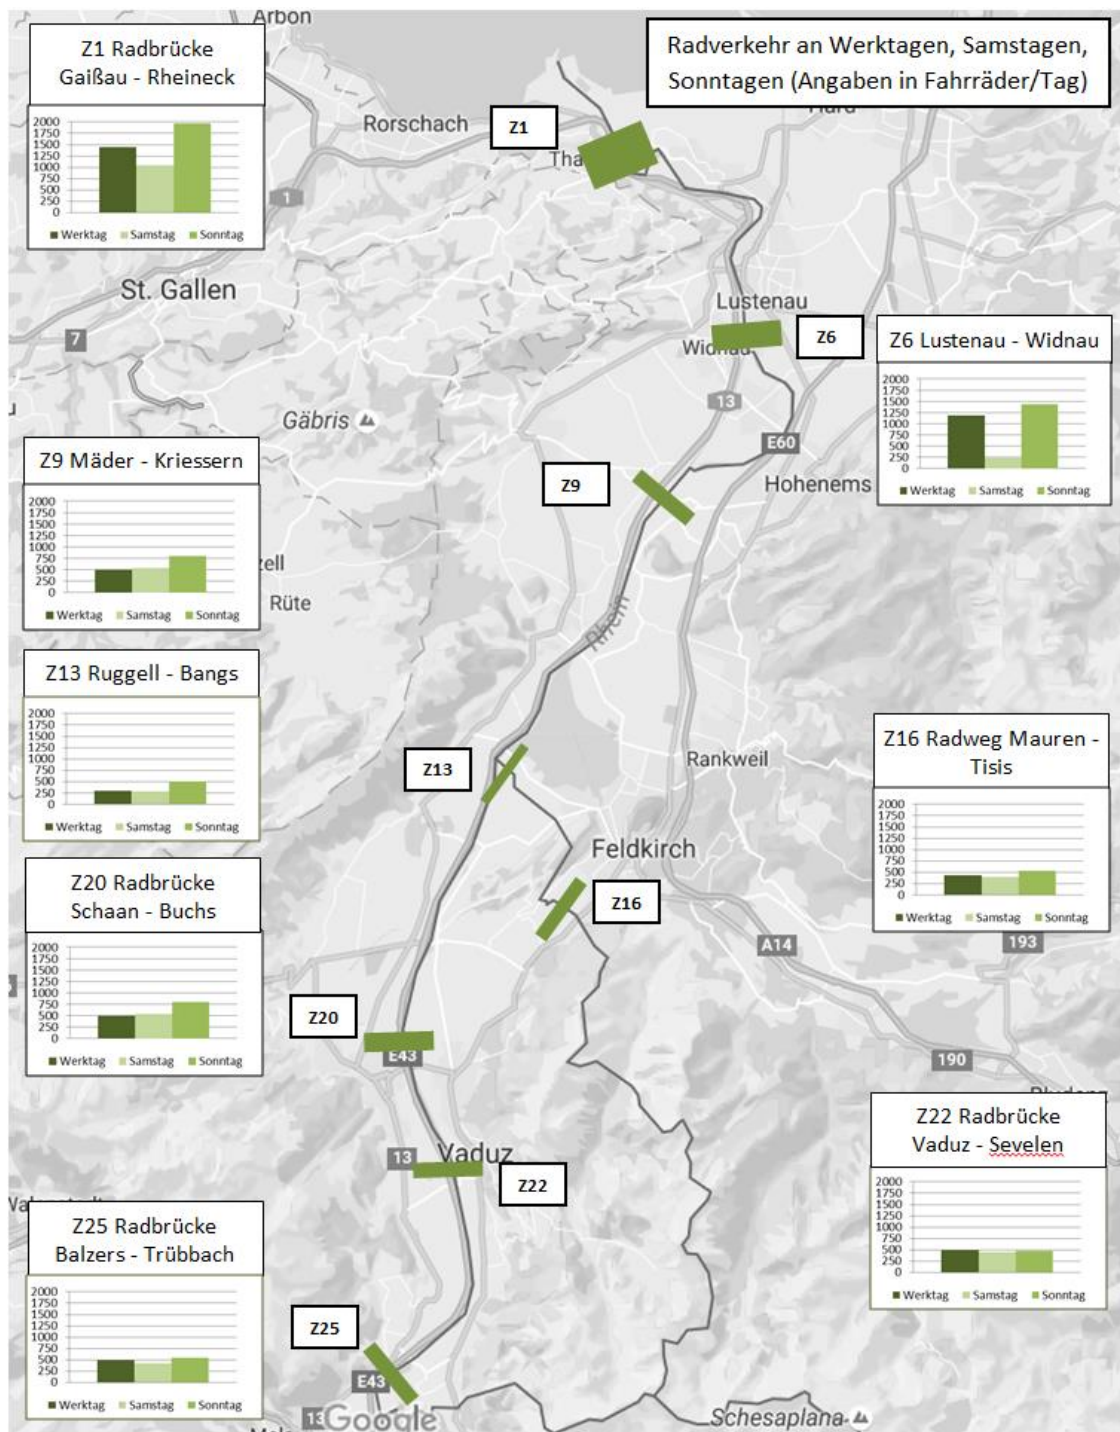 Arbon
Z1 Radbrücke
Gaißau - Rheineck
2000
1750
1500
1250
1000
750
500
250
0
Werktag Samstag Sonntag
Radverkehr an Werktagen, Samstagen,
Sonntagen (Angaben in Fahrräder/Tag)
Rorschach
Z1
Tha
1
St. Gallen
7
Lustenau
Widnau
Z6
13
Z6 Lustenau - Widnau
2000
1750
1500
1250
1000
750
500
250
0
Werktag Samstag Sonntag
Gäbris
E60
Hohenems
Z9 Mäder - Kriessern
2000
1750
1500
1250
1000
750
500
250
0
Werktag Samstag Sonntag
Z9
zell
Rüte
Rhein
Z13 Ruggell - Bangs
2000
1750
1500
1250
1000
750
500
250
0
Werktag Samstag Sonntag
Z13
Rankweil
Z16 Radweg Mauren -
Tisis
2000
1750
1500
1250
1000
750
500
250
0
Werktag Samstag Sonntag
Feldkirch
Z16
A14
193
Z20 Radbrücke
Schaan - Buchs
2000
1750
1500
1250
1000
750
500
250
0
Werktag Samstag Sonntag
Z20
E43
190
13
Vaduz
Z22
Z22 Radbrücke
Vaduz - Sevelen
2000
1750
1500
1250
1000
750
500
250
0
Werktag Samstag Sonntag
Z25 Radbrücke
Balzers - Trübbach
2000
1750
1500
1250
1000
750
500
250
0
Werktag Samstag Sonntag
Z25
E43
13
Google
Schesaplana